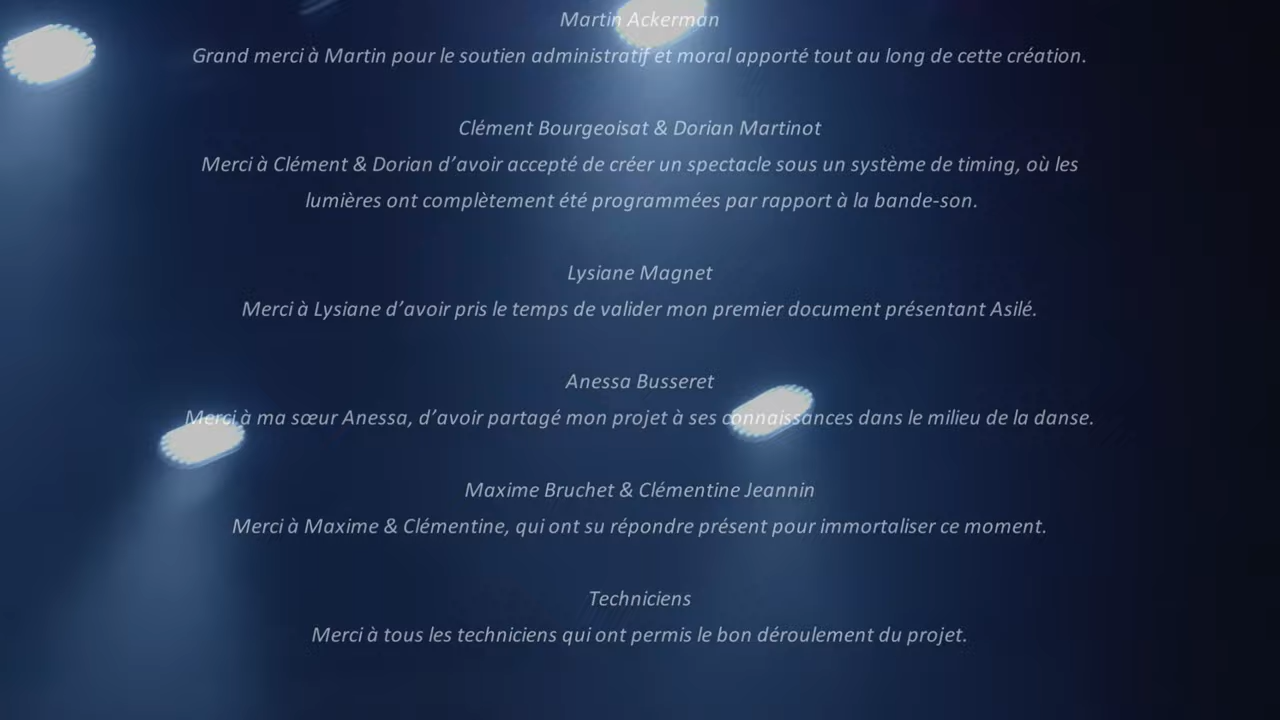 Martin Ackerman
Grand merci à Martin pour le soutien administratif et moral apporté tout au long de cette création.
Clément Bourgeoisat & Dorian Martinot
Merci à Clément & Dorian d’avoir accepté de créer un spectacle sous un système de timing, où les
lumières ont complètement été programmées par rapport à la bande-son.
Lysiane Magnet
Merci à Lysiane d’avoir pris le temps de valider mon premier document présentant Asilé.
Anessa Busseret
Merci à ma sœur Anessa, d’avoir partagé mon projet à ses connaissances dans le milieu de la danse.
Maxime Bruchet & Clémentine Jeannin
Merci à Maxime & Clémentine, qui ont su répondre présent pour immortaliser ce moment.
Techniciens
Merci à tous les techniciens qui ont permis le bon déroulement du projet.